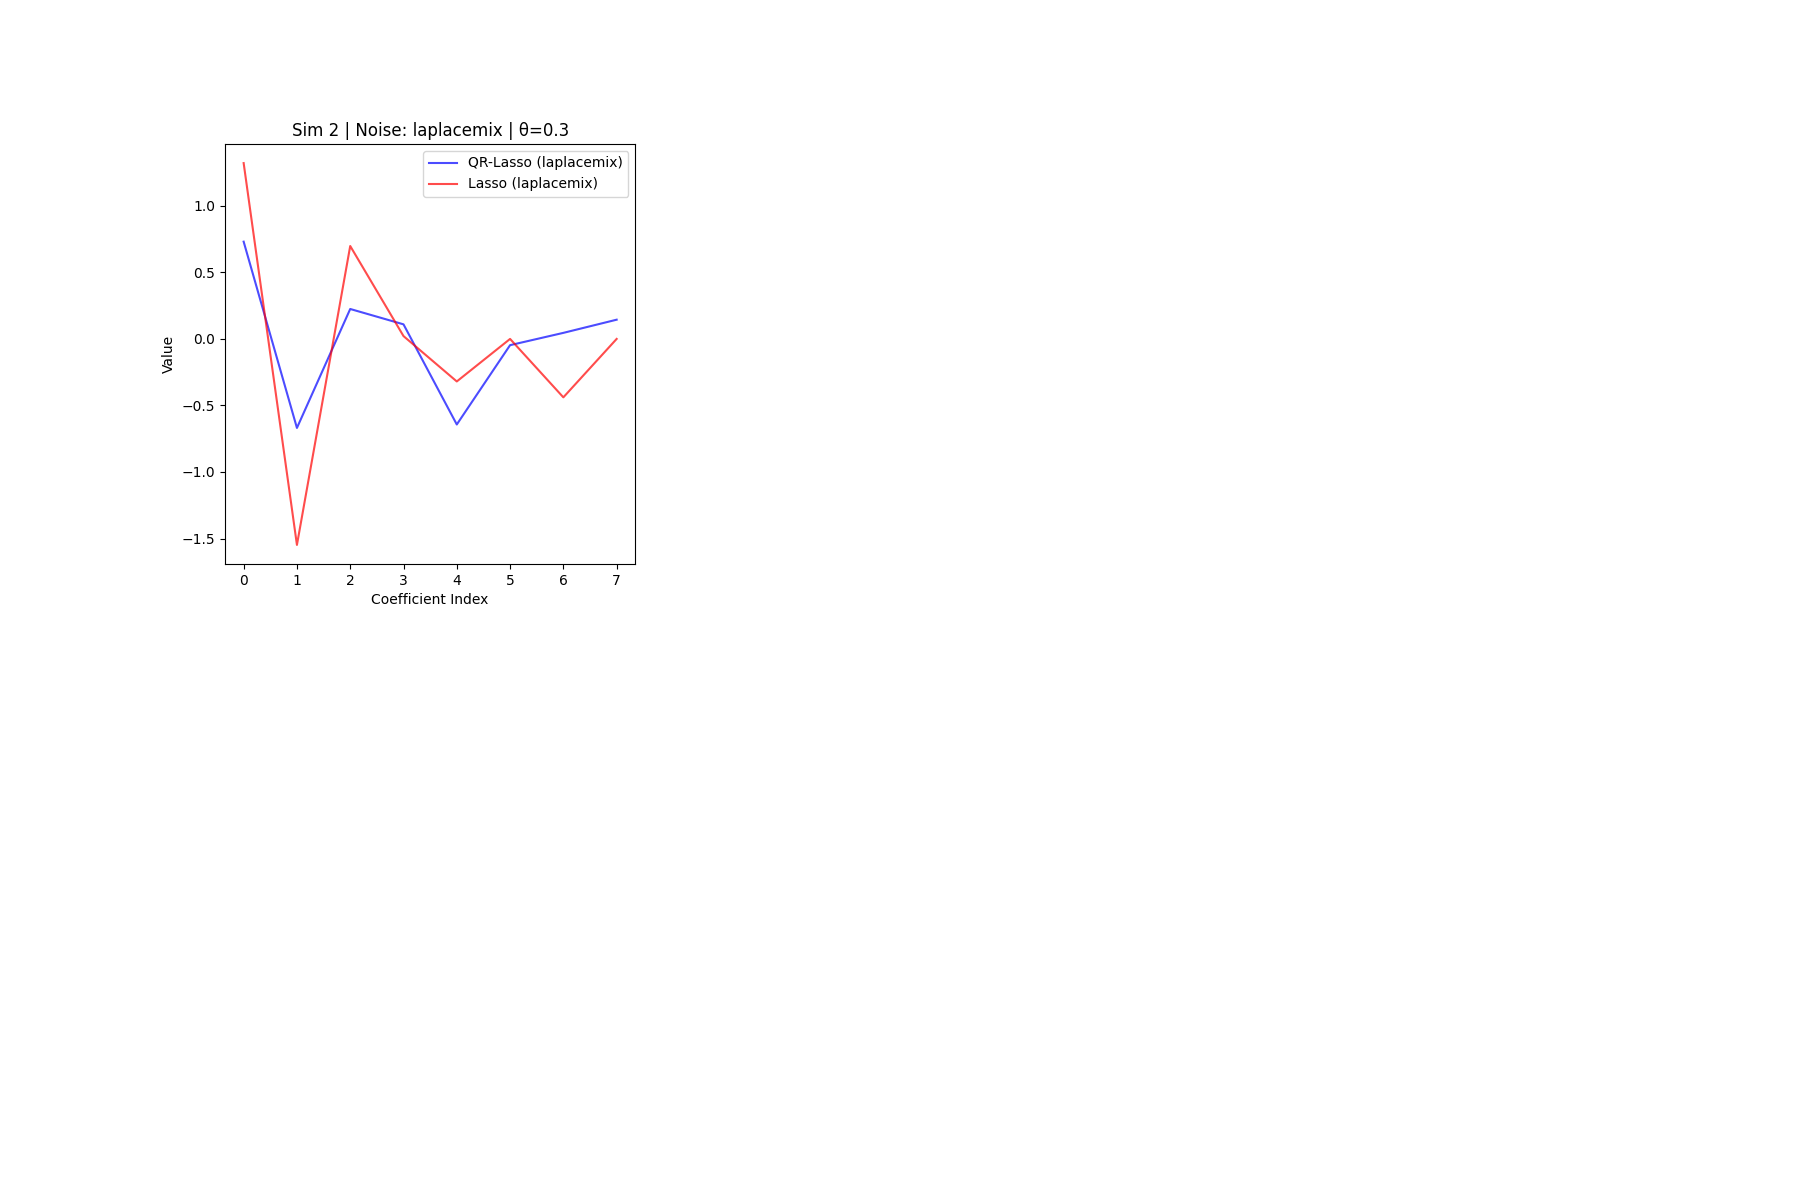 Sim 2 | Noise: laplacemix | θ=0.3
QR-Lasso (laplacemix)
Lasso (laplacemix)
1.0
0.5
0.0
−0.5
−1.0
−1.5
Value
0 1 2 3 4 5 6 7
Coefficient Index